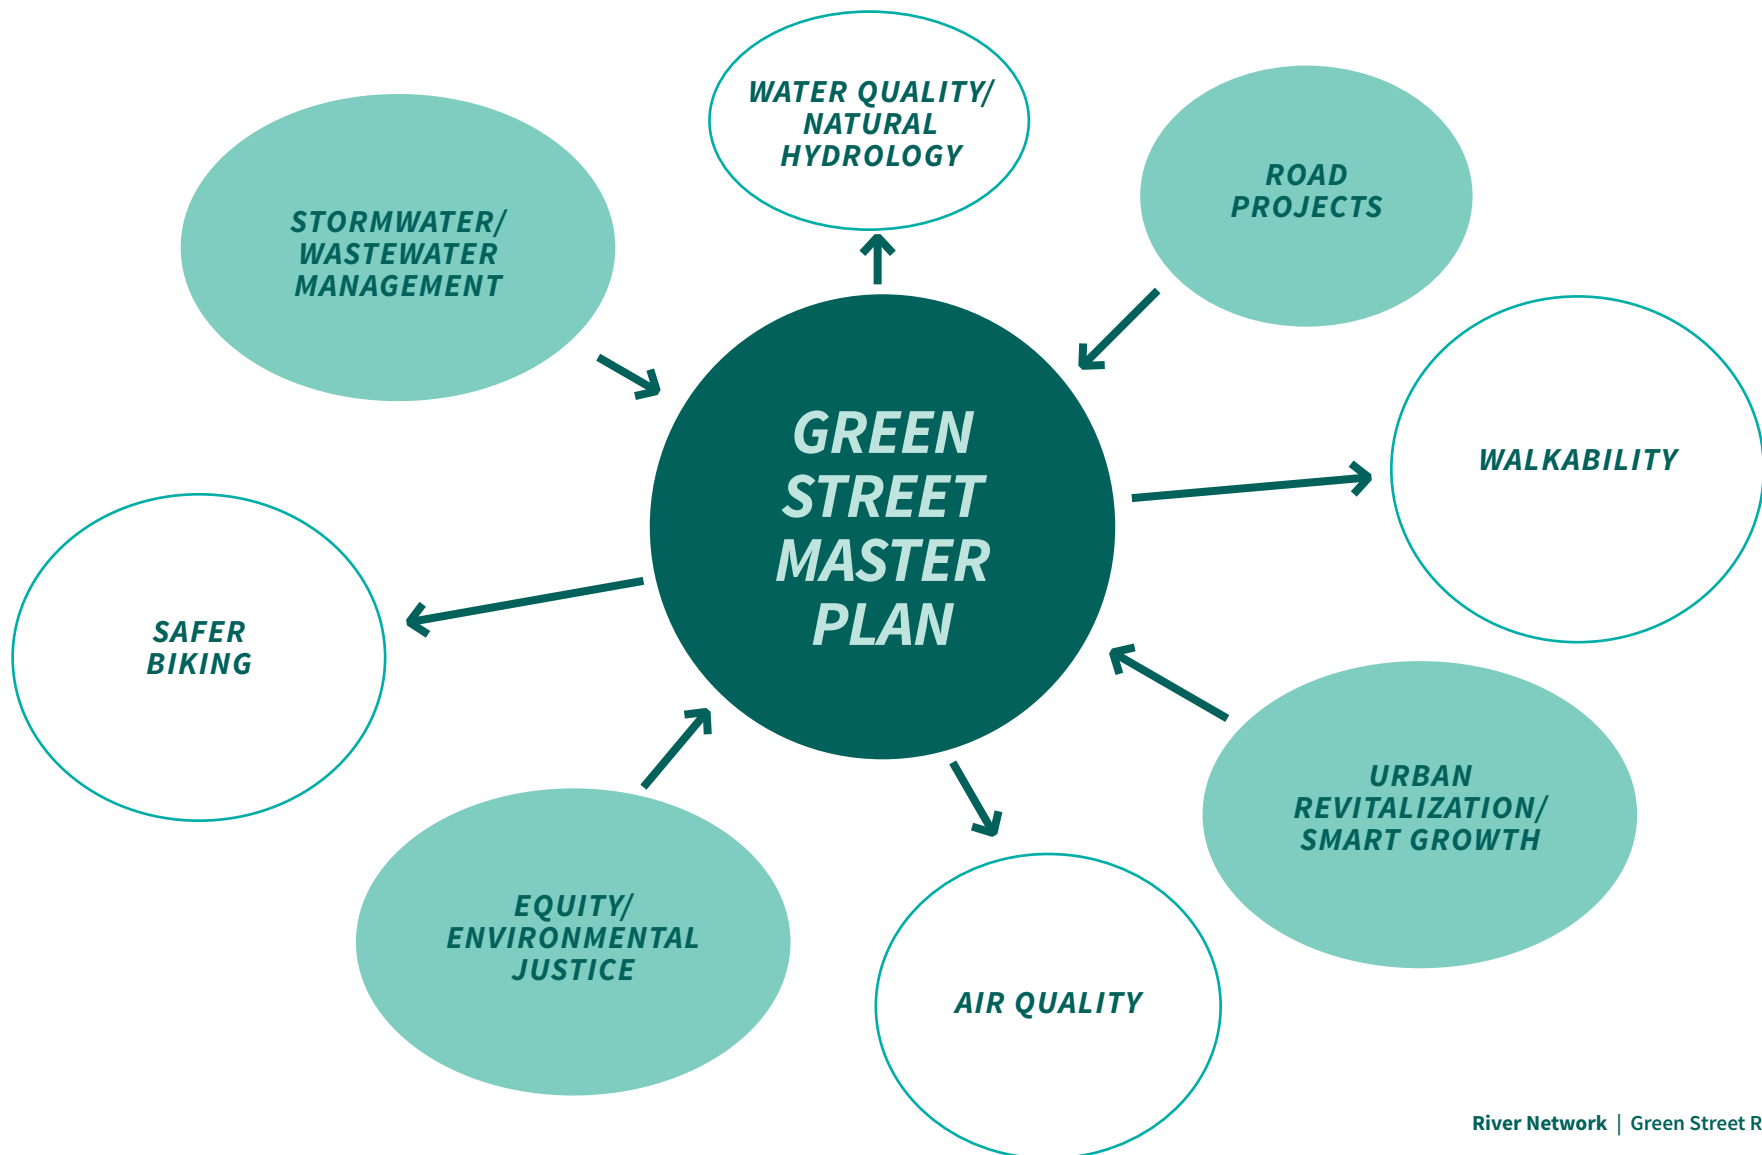 WATER QUALITY/
NATURAL
HYDROLOGY
ROAD
PROJECTS
STORMWATER/
WASTEWATER
MANAGEMENT
GREEN
STREET
MASTER
PLAN
WALKABILITY
SAFER
BIKING
URBAN
REVITALIZATION/
SMART GROWTH
EQUITY/
ENVIRONMENTAL
JUSTICE
AIR QUALITY
River Network | Green Street R